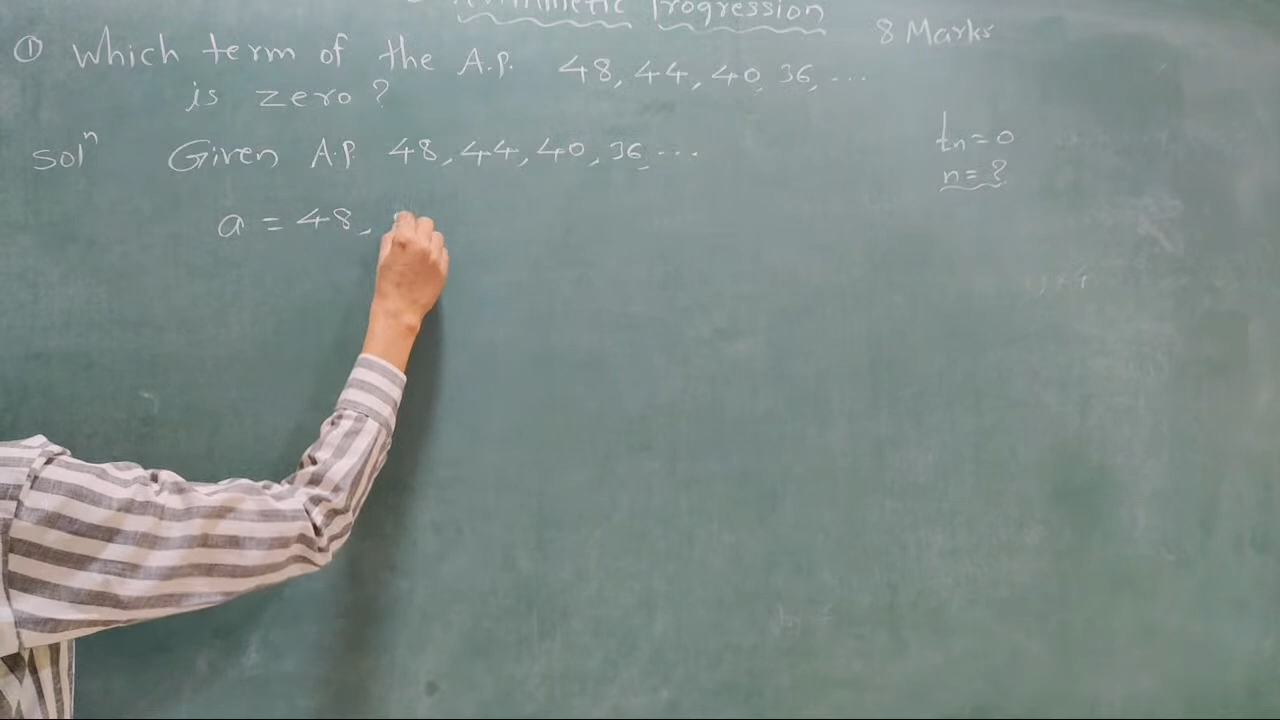 Progression
8 Marks
① Which term of the A.P. 48, 44, 40, 36, ...
is zero ?
solⁿ Given A.P. 48, 44, 40, 36, ...
tn = 0
n = ?
a = 48,